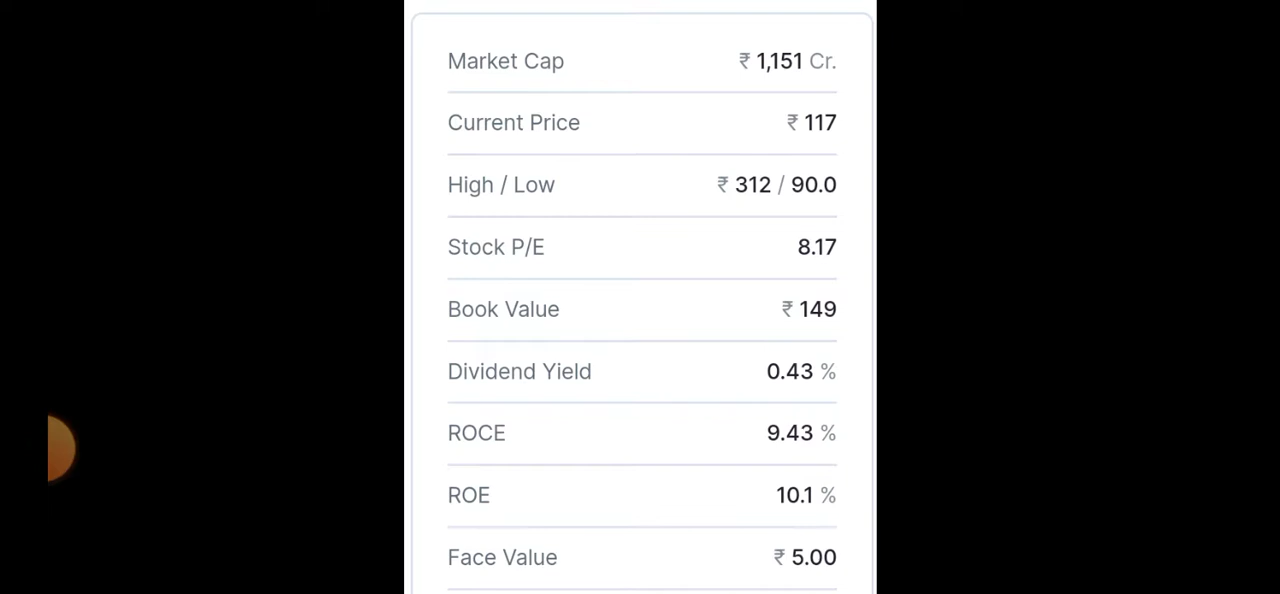 Market Cap ₹ 1,151 Cr.
Current Price ₹ 117
High / Low ₹ 312 / 90.0
Stock P/E 8.17
Book Value ₹ 149
Dividend Yield 0.43 %
ROCE 9.43 %
ROE 10.1 %
Face Value ₹ 5.00